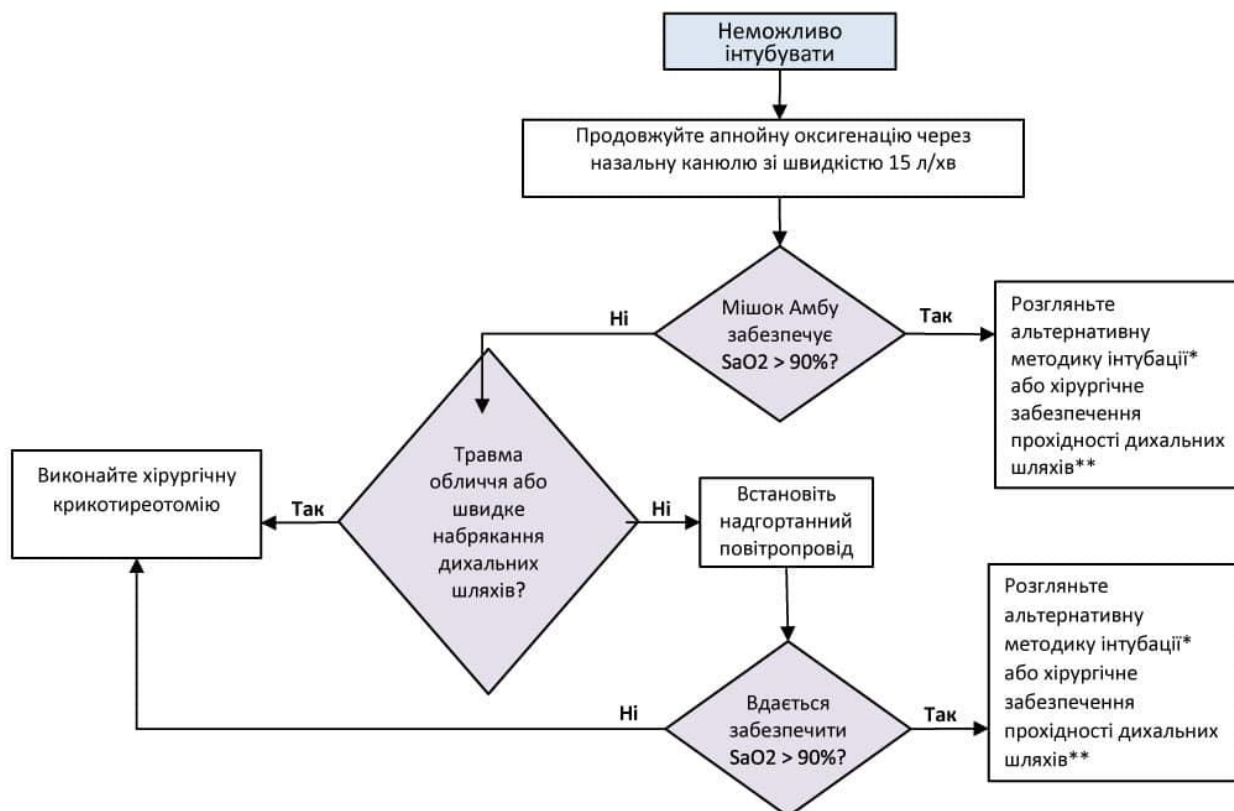 Неможливо
інтубувати
Продовжуйте апнойну оксигенацію через
назальну канюлю зі швидкістю 15 л/хв
Мішок Амбу
забезпечує
SaO2 > 90%?
Ні
Так
Розгляньте
альтернативну
методику інтубації*
або хірургічне
забезпечення
прохідності дихальних
шляхів**
Травма
обличчя або
швидке
набрякання
дихальних
шляхів?
Так
Ні
Виконайте хірургічну
крикотиреотомію
Встановіть
надгортанний
повітропровід
Вдається
забезпечити
SaO2 > 90%?
Ні
Так
Розгляньте
альтернативну
методику інтубації*
або хірургічне
забезпечення
прохідності дихальних
шляхів**